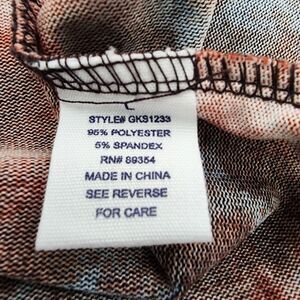 L
STYLE# GKS1233
95% POLYESTER
5% SPANDEX
RN# 89354
MADE IN CHINA
SEE REVERSE
FOR CARE